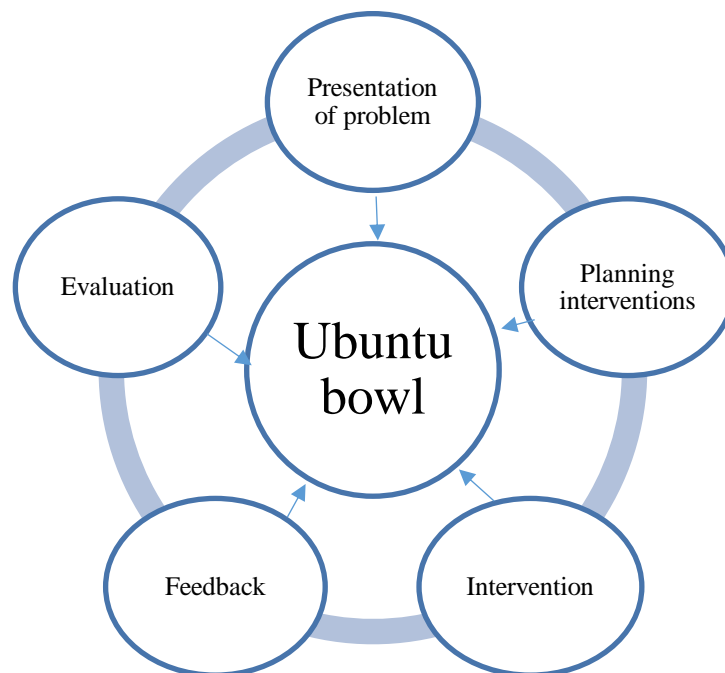 Presentation
of problem
Evaluation
Planning
interventions
Ubuntu
bowl
Feedback
Intervention